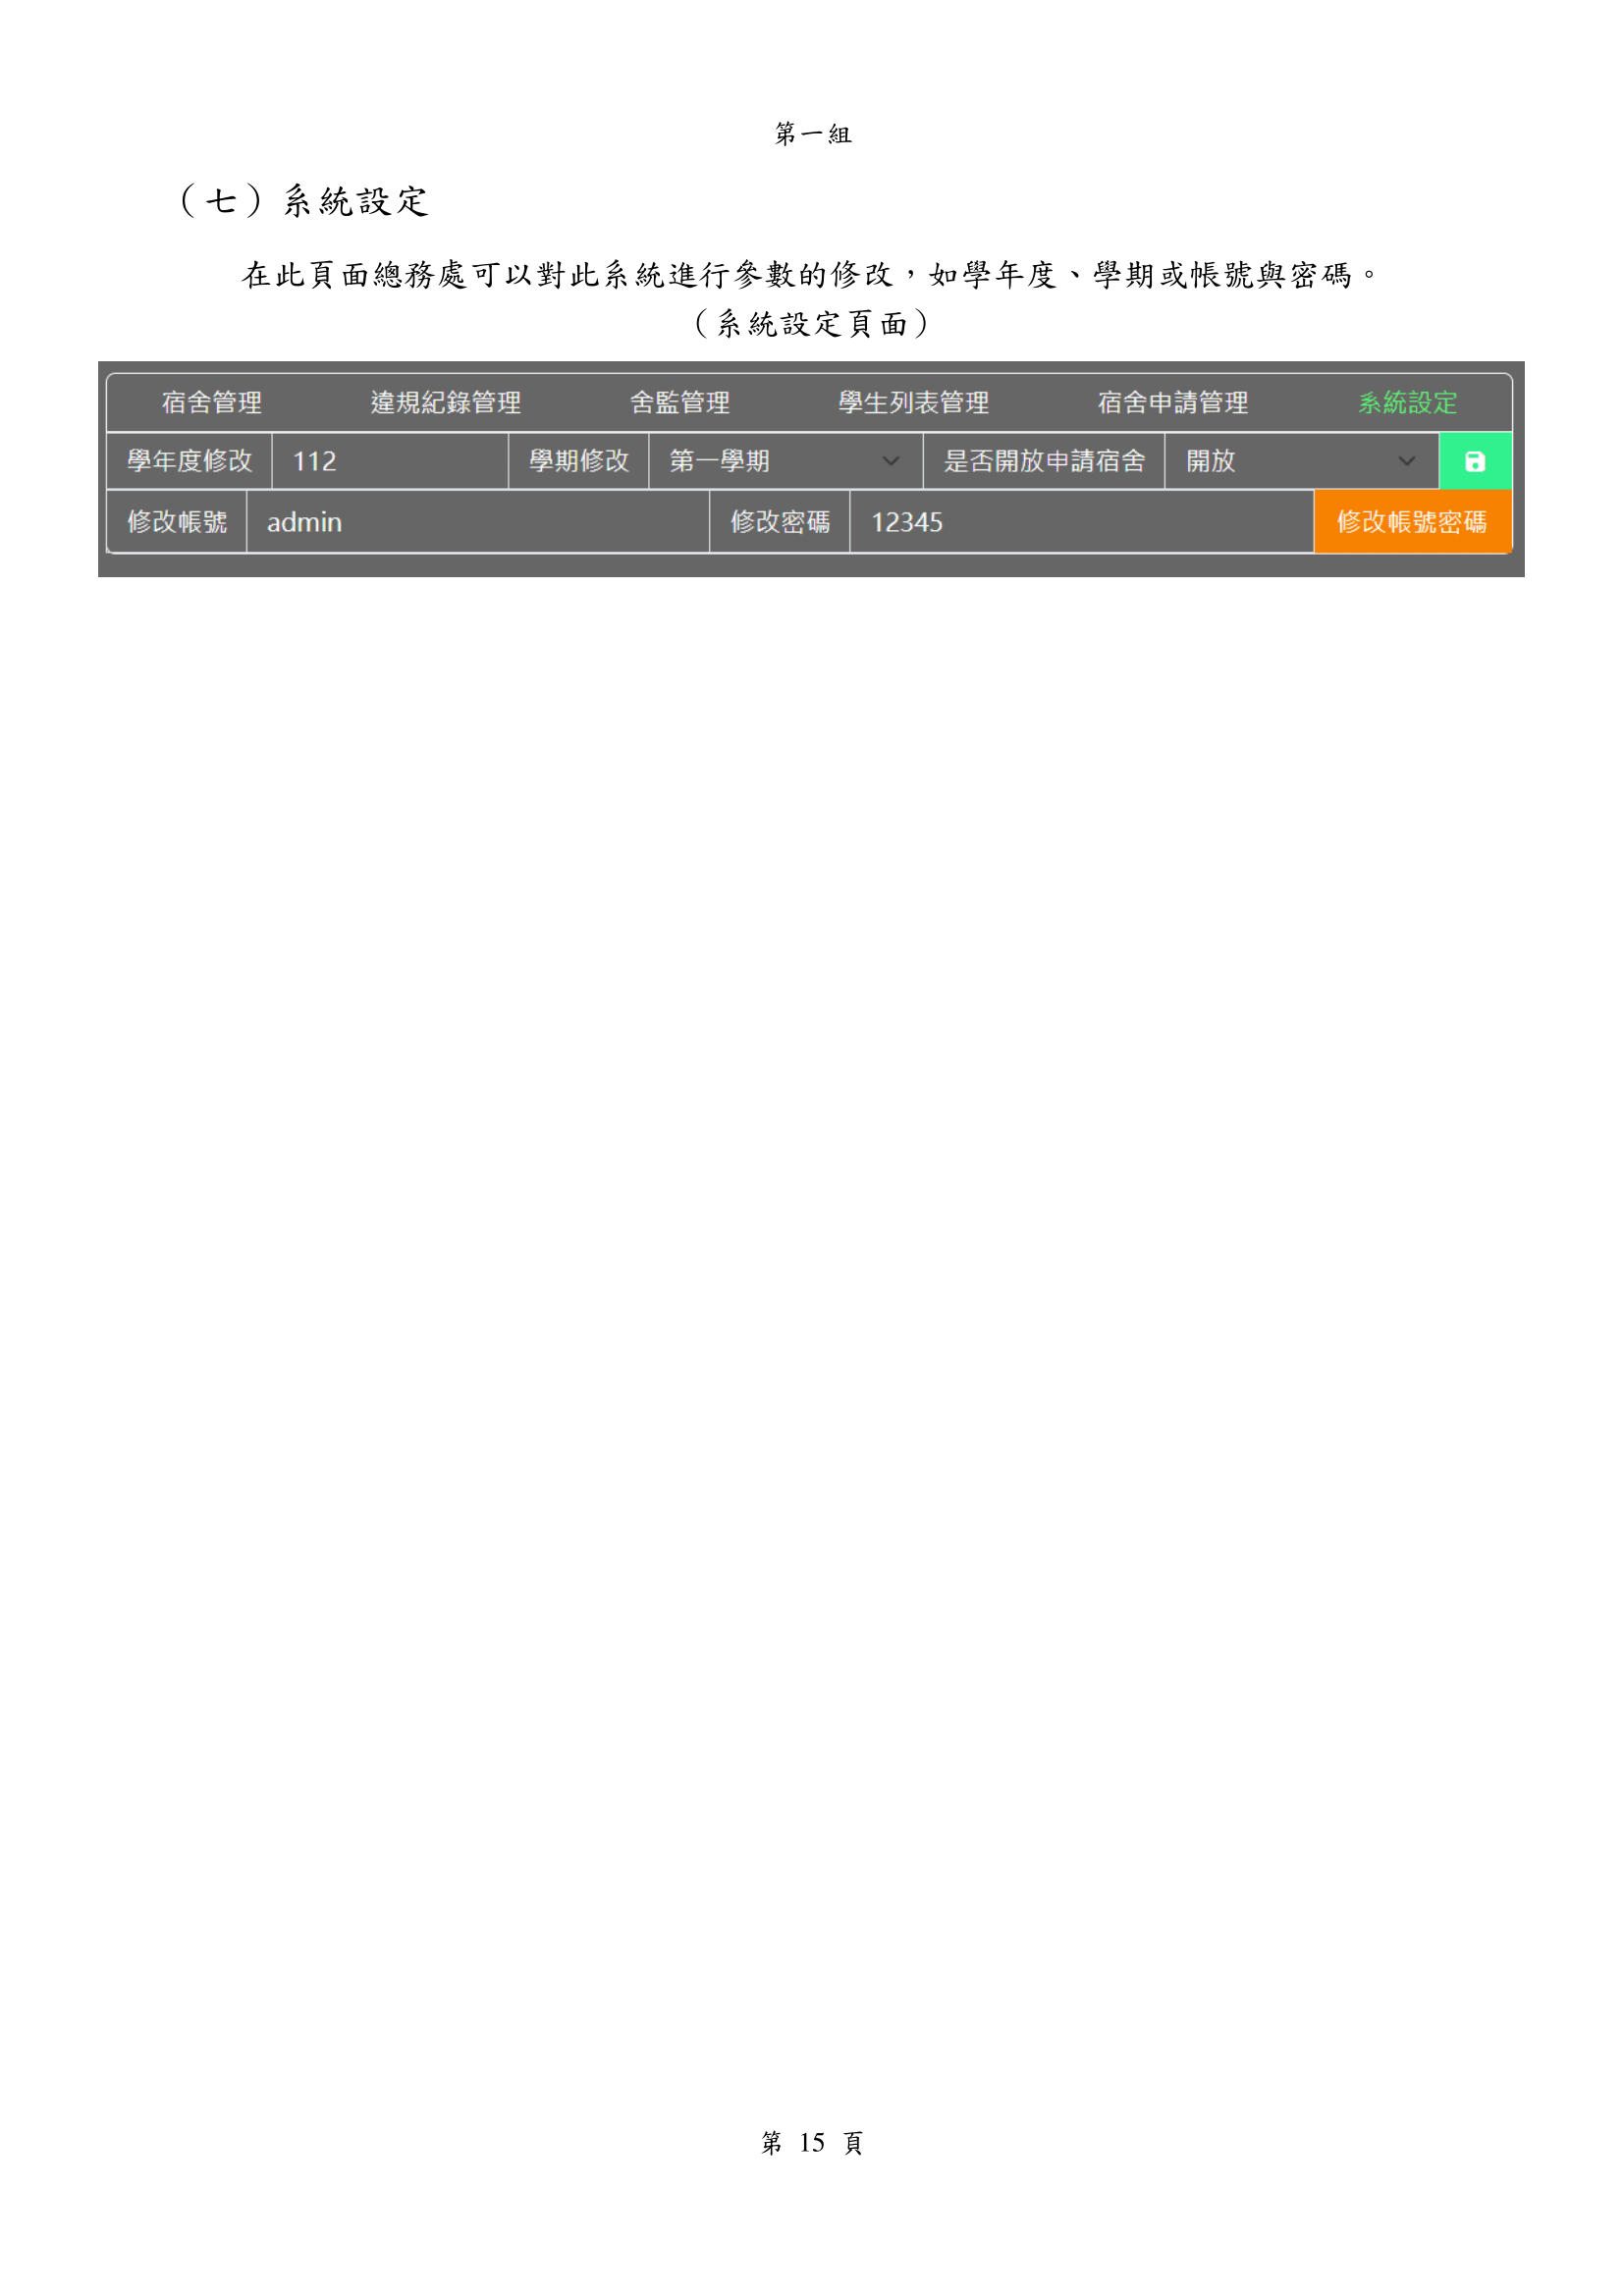 第一組
（七）系統設定
在此頁面總務處可以對此系統進行參數的修改，如學年度、學期或帳號與密碼。
（系統設定頁面）
宿舍管理 違規紀錄管理 舍監管理 學生列表管理 宿舍申請管理 系統設定
學年度修改 112 學期修改 第一學期 是否開放申請宿舍 開放
修改帳號 admin 修改密碼 12345 修改帳號密碼
第 15 頁